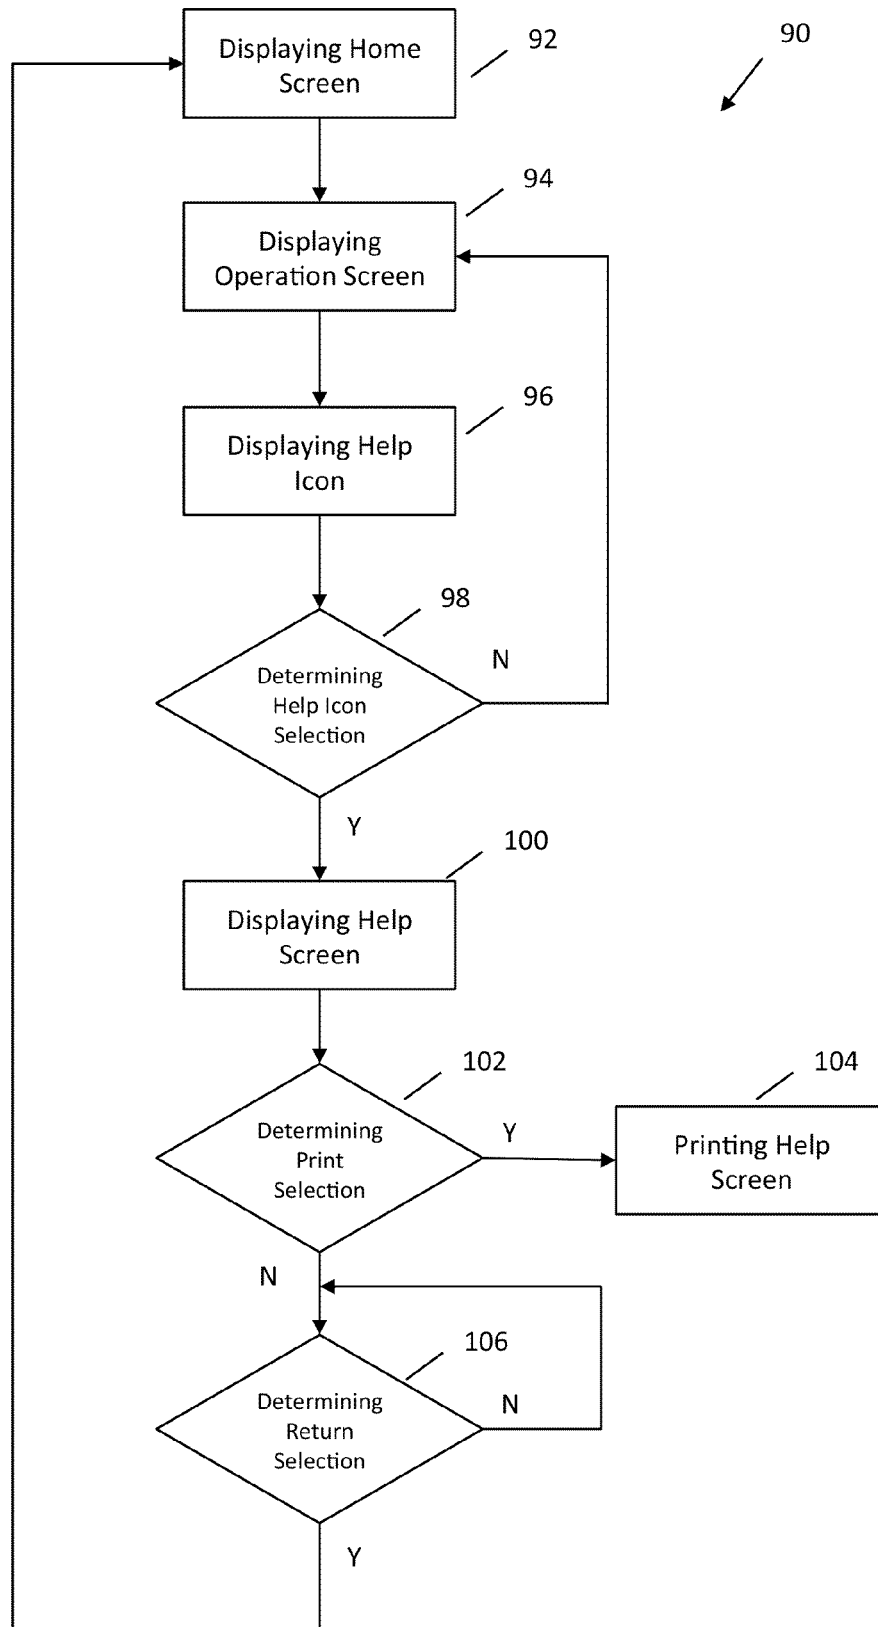 Displaying Home
Screen
92
90
94
Displaying
Operation Screen
96
Displaying Help
Icon
98
N
Determining
Help Icon
Selection
Y
100
Displaying Help
Screen
102
104
Y
Determining
Print
Selection
Printing Help
Screen
N
106
Determining
Return
Selection
N
Y